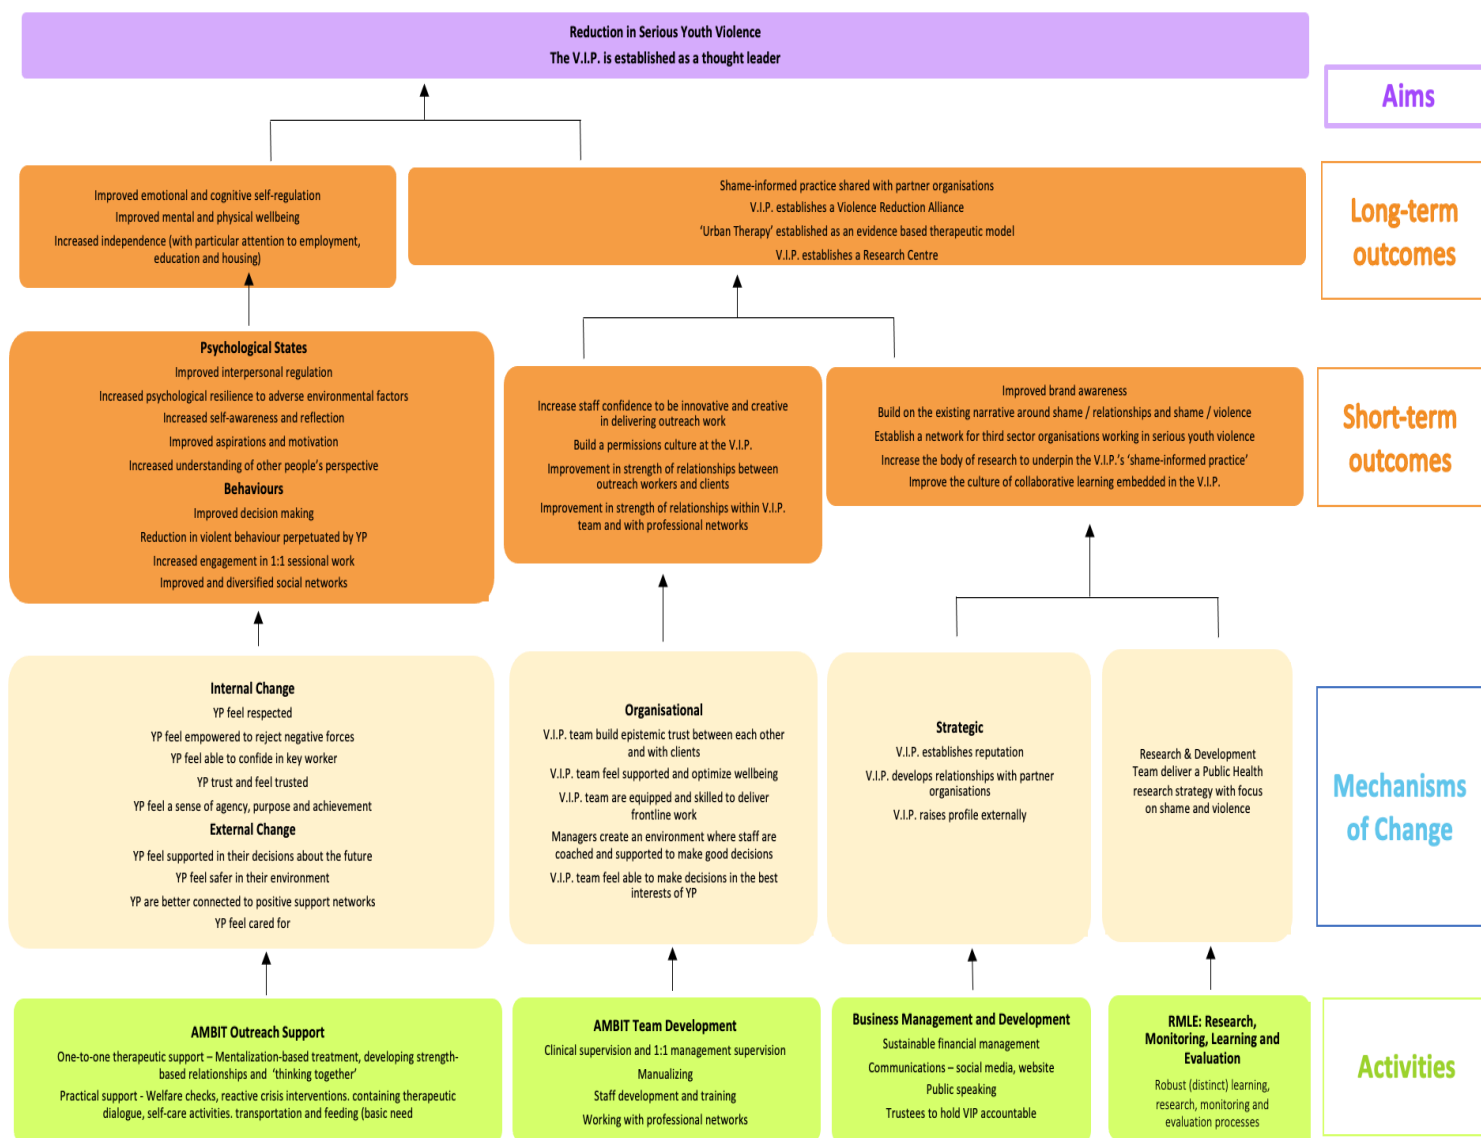 Reduction in Serious Youth Violence
The V.I.P. is established as a thought leader
Aims
Improved emotional and cognitive self-regulation
Improved mental and physical wellbeing
Increased independence (with particular attention to employment,
education and housing)
Shame-informed practice shared with partner organisations
V.I.P. establishes a Violence Reduction Alliance
‘Urban Therapy’ established as an evidence based therapeutic model
V.I.P. establishes a Research Centre
Long-term
outcomes
Psychological States
Improved interpersonal regulation
Increased psychological resilience to adverse environmental factors
Increased self-awareness and reflection
Improved aspirations and motivation
Increased understanding of other people’s perspective
Behaviours
Improved decision making
Reduction in violent behaviour perpetuated by YP
Increased engagement in 1:1 sessional work
Improved and diversified social networks
Increase staff confidence to be innovative and creative
in delivering outreach work
Build a permissions culture at the V.I.P.
Improvement in strength of relationships between
outreach workers and clients
Improvement in strength of relationships within V.I.P.
team and with professional networks
Improved brand awareness
Build on the existing narrative around shame / relationships and shame / violence
Establish a network for third sector organisations working in serious youth violence
Increase the body of research to underpin the V.I.P.’s ‘shame-informed practice’
Improve the culture of collaborative learning embedded in the V.I.P.
Short-term
outcomes
Internal Change
YP feel respected
YP feel empowered to reject negative forces
YP feel able to confide in key worker
YP trust and feel trusted
YP feel a sense of agency, purpose and achievement
External Change
YP feel supported in their decisions about the future
YP feel safer in their environment
YP are better connected to positive support networks
YP feel cared for
Organisational
V.I.P. team build epistemic trust between each other
and with clients
V.I.P. team feel supported and optimize wellbeing
V.I.P. team are equipped and skilled to deliver
frontline work
Managers create an environment where staff are
coached and supported to make good decisions
V.I.P. team feel able to make decisions in the best
interests of YP
Strategic
V.I.P. establishes reputation
V.I.P. develops relationships with partner
organisations
V.I.P. raises profile externally
Research & Development
Team deliver a Public Health
research strategy with focus
on shame and violence
Mechanisms
of Change
AMBIT Outreach Support
One-to-one therapeutic support – Mentalization-based treatment, developing strength-
based relationships and ‘thinking together’
Practical support - Welfare checks, reactive crisis interventions. containing therapeutic
dialogue, self-care activities. transportation and feeding (basic need
AMBIT Team Development
Clinical supervision and 1:1 management supervision
Manualizing
Staff development and training
Working with professional networks
Business Management and Development
Sustainable financial management
Communications – social media, website
Public speaking
Trustees to hold VIP accountable
RMLE: Research,
Monitoring, Learning and
Evaluation
Robust (distinct) learning,
research, monitoring and
evaluation processes
Activities